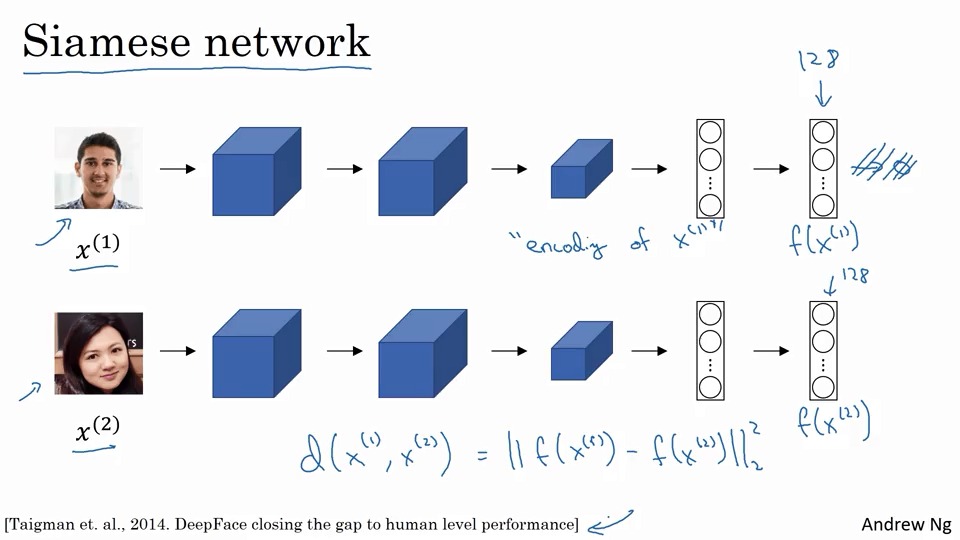 Siamese network
128
x^(1)
"encoding of x^(1)"
f(x^(1))
128
rs
x^(2)
f(x^(2))
d(x^(1), x^(2)) = ||f(x^(1)) - f(x^(2))||_2^2
[Taigman et. al., 2014. DeepFace closing the gap to human level performance]
Andrew Ng